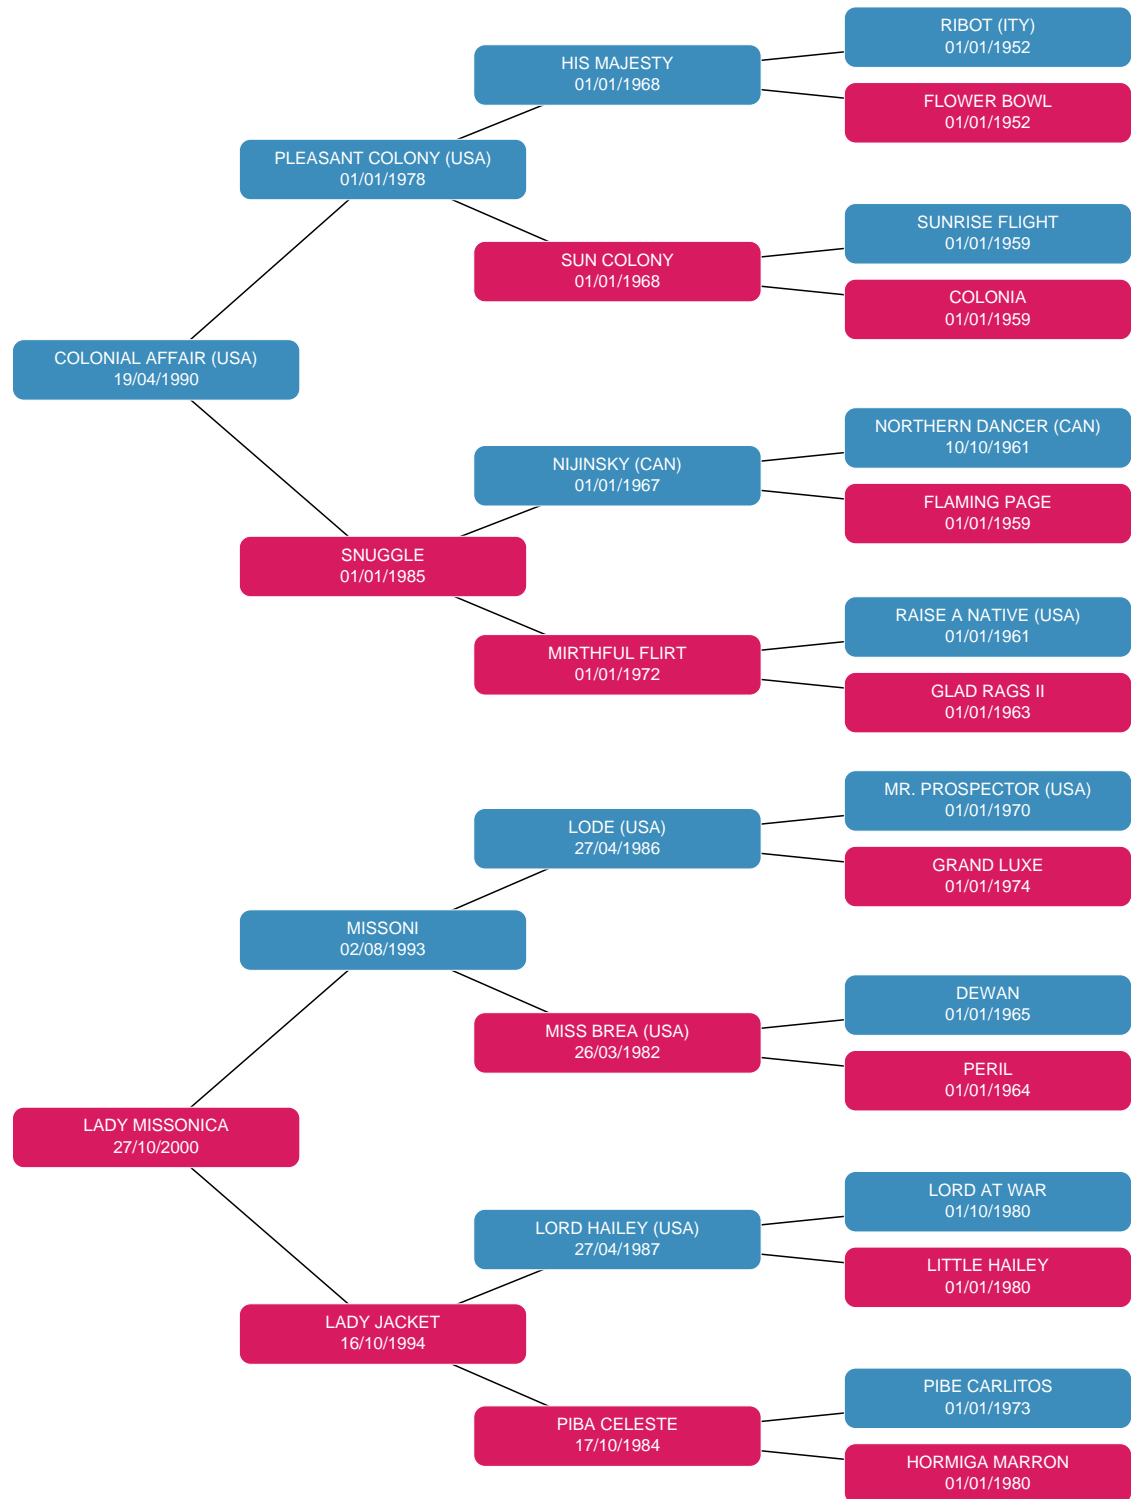 RIBOT (ITY)
01/01/1952
HIS MAJESTY
01/01/1968
FLOWER BOWL
01/01/1952
PLEASANT COLONY (USA)
01/01/1978
SUNRISE FLIGHT
01/01/1959
SUN COLONY
01/01/1968
COLONIA
01/01/1959
COLONIAL AFFAIR (USA)
19/04/1990
NORTHERN DANCER (CAN)
10/10/1961
NIJINSKY (CAN)
01/01/1967
FLAMING PAGE
01/01/1959
SNUGGLE
01/01/1985
RAISE A NATIVE (USA)
01/01/1961
MIRTHFUL FLIRT
01/01/1972
GLAD RAGS II
01/01/1963
MR. PROSPECTOR (USA)
01/01/1970
LODE (USA)
27/04/1986
GRAND LUXE
01/01/1974
MISSONI
02/08/1993
DEWAN
01/01/1965
MISS BREA (USA)
26/03/1982
PERIL
01/01/1964
LADY MISSONICA
27/10/2000
LORD AT WAR
01/10/1980
LORD HAILEY (USA)
27/04/1987
LITTLE HAILEY
01/01/1980
LADY JACKET
16/10/1994
PIBE CARLITOS
01/01/1973
PIBA CELESTE
17/10/1984
HORMIGA MARRON
01/01/1980